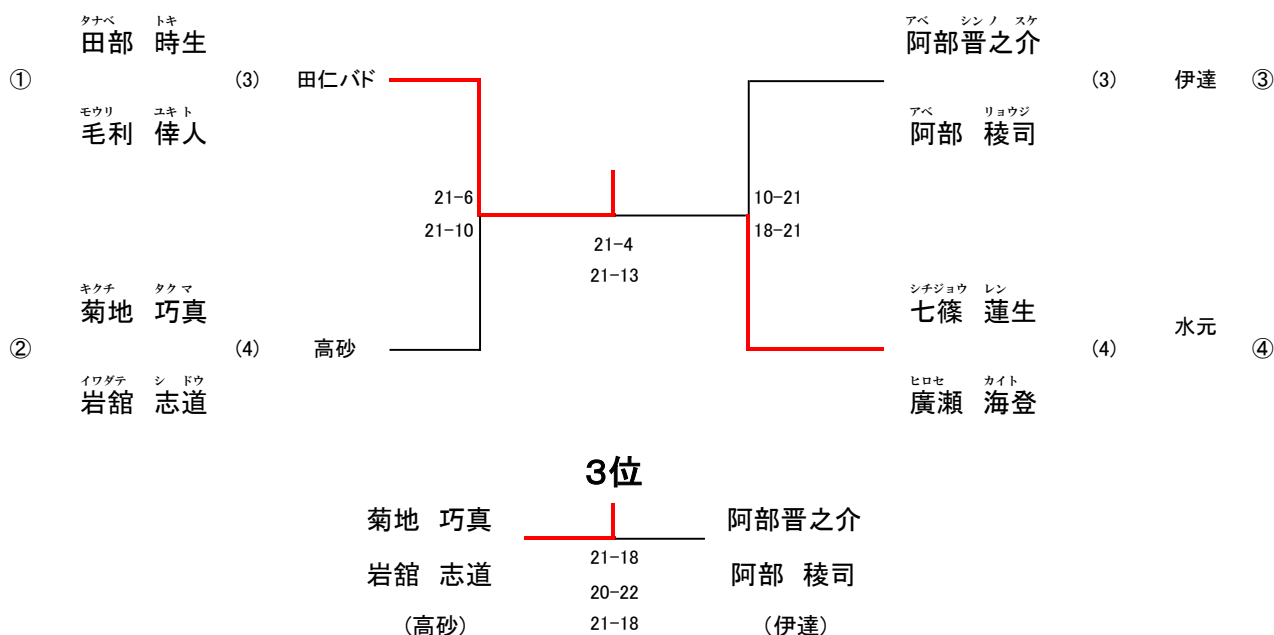 タナベ トキ
田部 時生
① (3) 田仁バド
モウリ ユキト
毛利 倖人
アベ シンノスケ
阿部晋之介
(3) 伊達 ③
アベ リョウジ
阿部 稜司
21-6
21-10
21-4
21-13
10-21
18-21
キクチ タクマ
菊地 巧真
② (4) 高砂
イワダテ シドウ
岩舘 志道
シチジョウ レン
七篠 蓮生
(4) 水元 ④
ヒロセ カイト
廣瀬 海登
3位
菊地 巧真
岩舘 志道
(高砂)
21-18
20-22
21-18
阿部晋之介
阿部 稜司
(伊達)